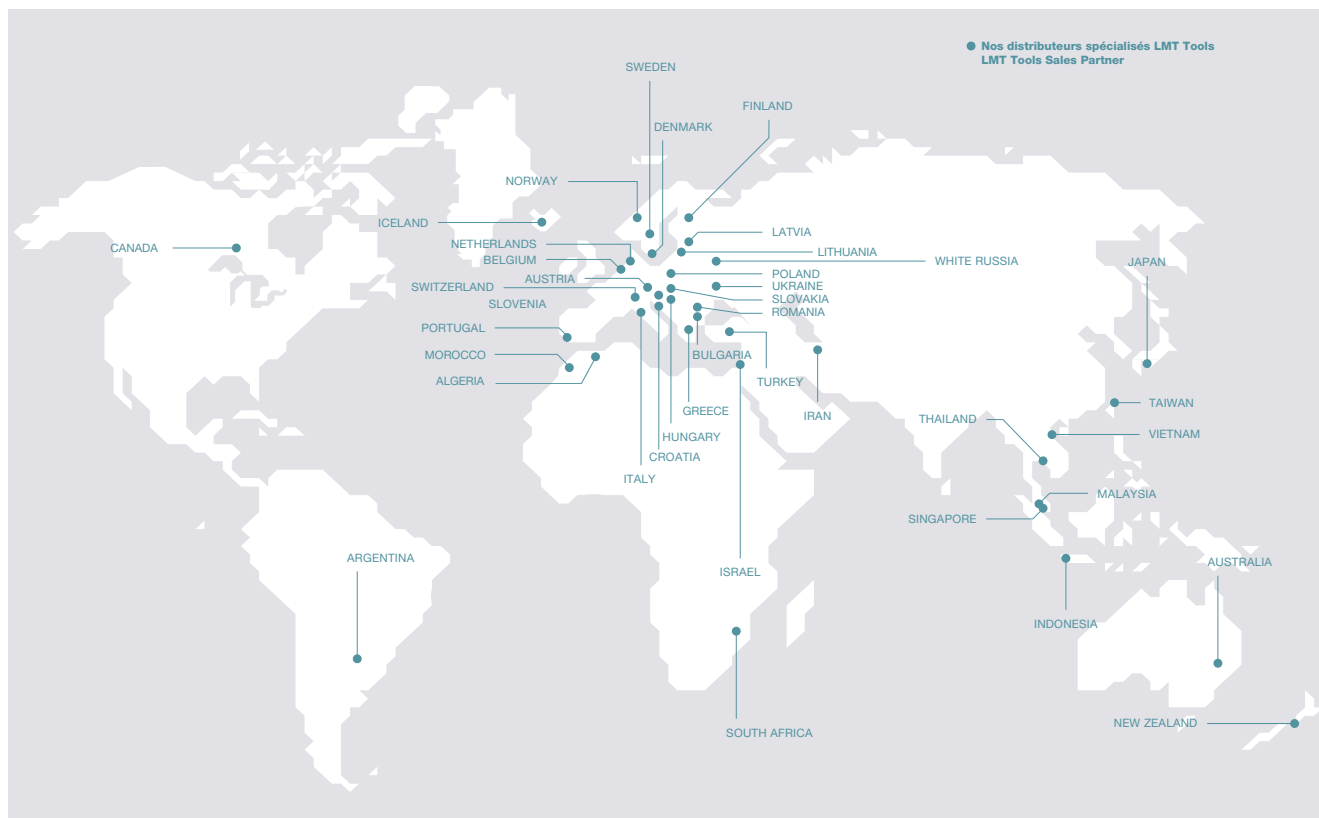 Nos distributeurs spécialisés LMT Tools
LMT Tools Sales Partner
SWEDEN
FINLAND
DENMARK
NORWAY
ICELAND
LATVIA
CANADA
NETHERLANDS
LITHUANIA
BELGIUM
WHITE RUSSIA
JAPAN
POLAND
AUSTRIA
UKRAINE
SWITZERLAND
SLOVAKIA
SLOVENIA
ROMANIA
PORTUGAL
MOROCCO
BULGARIA
ALGERIA
TURKEY
TAIWAN
GREECE
IRAN
THAILAND
HUNGARY
VIETNAM
CROATIA
ITALY
MALAYSIA
SINGAPORE
ARGENTINA
AUSTRALIA
ISRAEL
INDONESIA
NEW ZEALAND
SOUTH AFRICA